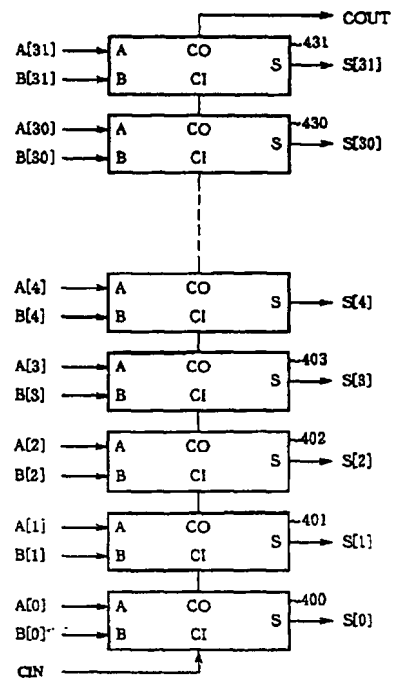 COUT
A[31] A CO 431
B[31] B CI S S[31]
A[30] A CO 430
B[30] B CI S S[30]
A[4] A CO
B[4] B CI S S[4]
A[3] A CO 403
B[3] B CI S S[3]
A[2] A CO 402
B[2] B CI S S[2]
A[1] A CO 401
B[1] B CI S S[1]
A[0] A CO 400
B[0] B CI S S[0]
CIN